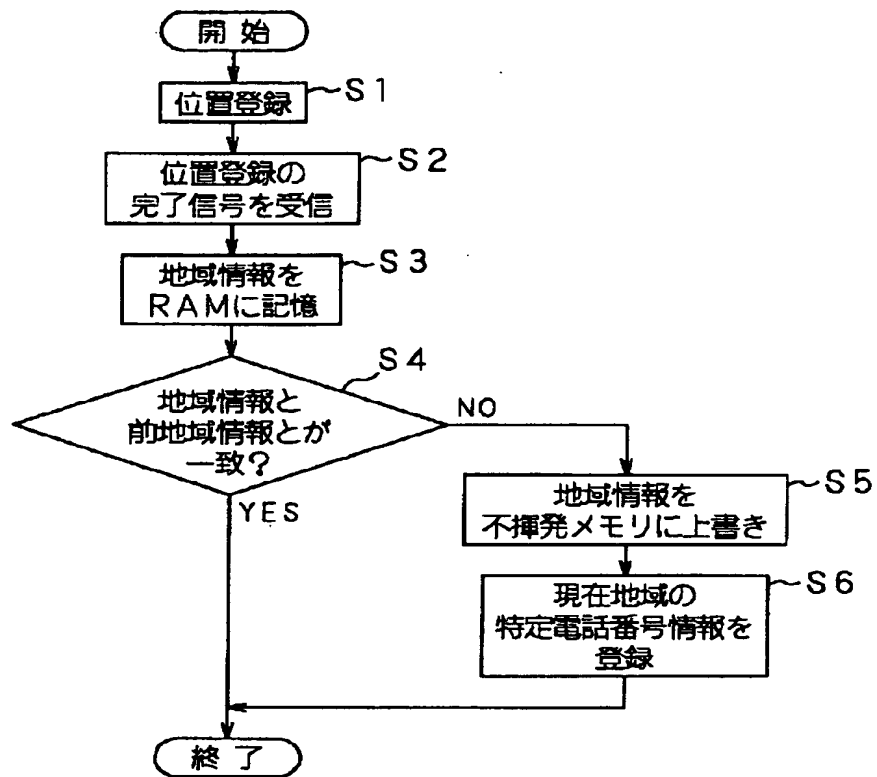 開始
位置登録
S1
位置登録の
完了信号を受信
S2
地域情報を
RAMに記憶
S3
地域情報と
前地域情報とが
一致?
S4
NO
YES
地域情報を
不揮発メモリに上書き
S5
現在地域の
特定電話番号情報を
登録
S6
終了